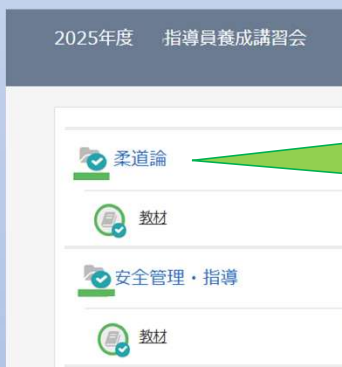 2025年度 指導員養成講習会
柔道論
教材
安全管理・指導
教材